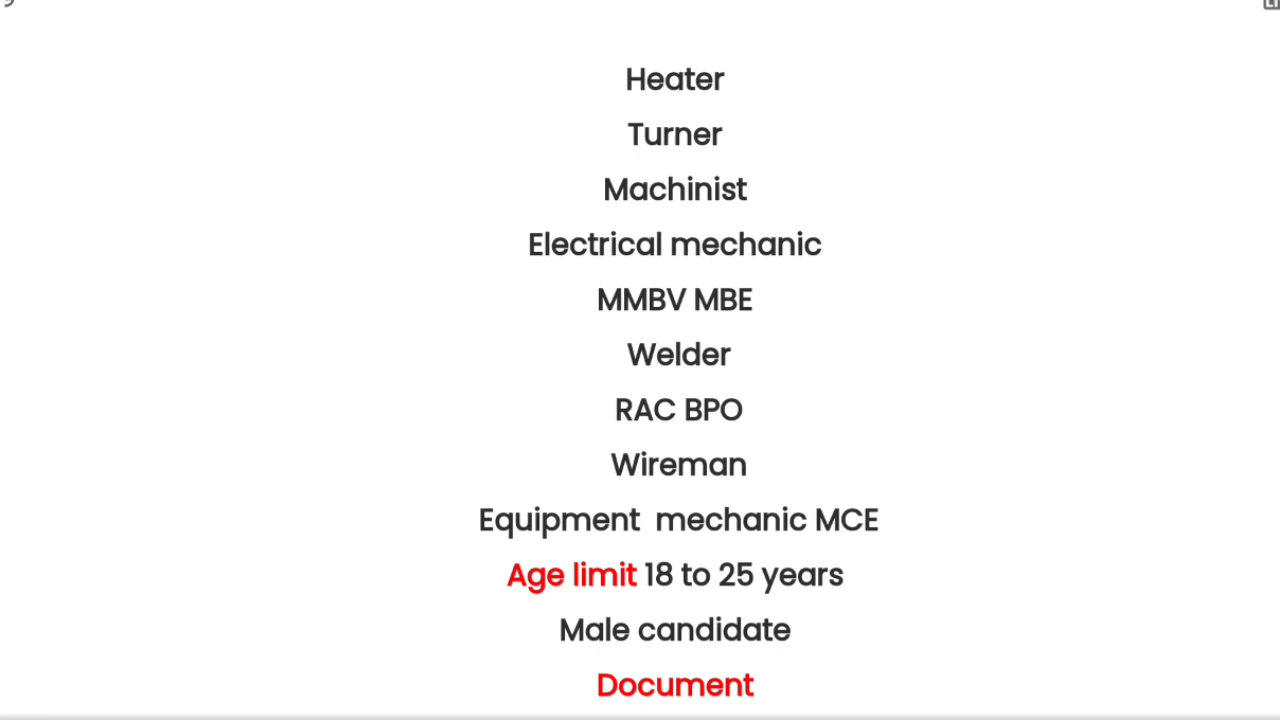 Heater
Turner
Machinist
Electrical mechanic
MMBV MBE
Welder
RAC BPO
Wireman
Equipment mechanic MCE
Age limit 18 to 25 years
Male candidate
Document